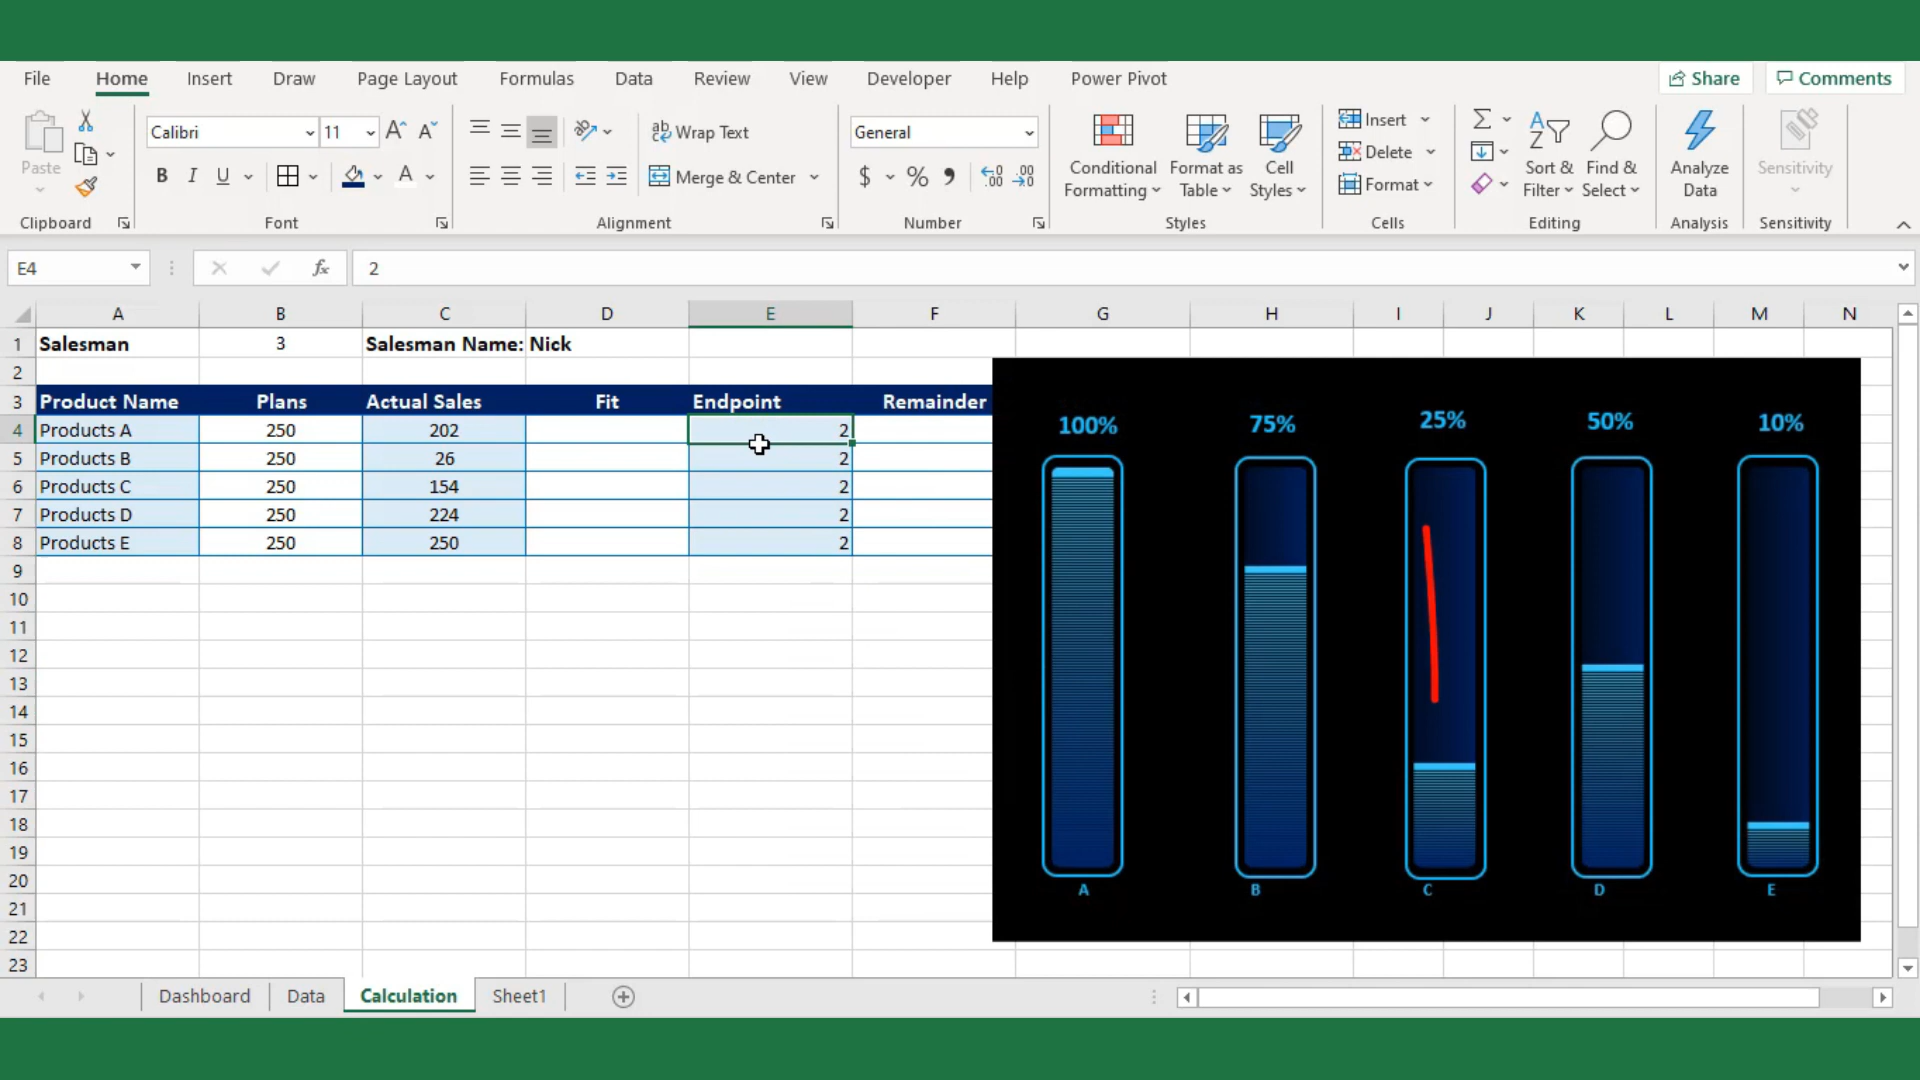 File Home Insert Draw Page Layout Formulas Data Review View Developer Help Power Pivot Share Comments
Paste
Clipboard
Calibri 11
B I U A
Font
Wrap Text
Merge & Center
Alignment
General
$ % 9
Number
Conditional Formatting
Format as Table
Cell Styles
Styles
Insert
Delete
Format
Cells
Sort & Filter
Find & Select
Editing
Analyze Data
Analysis
Sensitivity
Sensitivity
E4 fx 2
A B C D E F G H I J K L M N
1 Salesman 3 Salesman Name: Nick
2
3 Product Name Plans Actual Sales Fit Endpoint Remainder
4 Products A 250 202 2
5 Products B 250 26 2
6 Products C 250 154 2
7 Products D 250 224 2
8 Products E 250 250 2
9
10
11
12
13
14
15
16
17
18
19
20
21
22
23
100% 75% 25% 50% 10%
A B C D E
Dashboard Data Calculation Sheet1